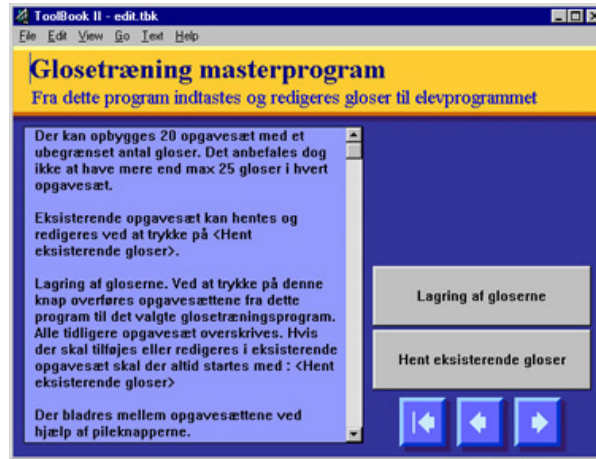 ToolBook II - edit.tbk
File Edit View Go Text Help
Glosetræning masterprogram
Fra dette program indtastes og redigeres gloser til elevprogrammet
Der kan opbygges 20 opgavesæt med et
ubegrænset antal gloser. Det anbefales dog
ikke at have mere end max 25 gloser i hvert
opgavesæt.
Eksisterende opgavesæt kan hentes og
redigeres ved at trykke på <Hent
eksisterende gloser>.
Lagring af gloserne. Ved at trykke på denne
knap overføres opgavesættene fra dette
program til det valgte glosetræningsprogram.
Alle tidligere opgavesæt overskrives. Hvis
der skal tilføjes eller redigeres i eksisterende
opgavesæt skal der altid startes med : <Hent
eksisterende gloser>
Der bladres mellem opgavesættene ved
hjælp af pileknapperne.
Lagring af gloserne
Hent eksisterende gloser